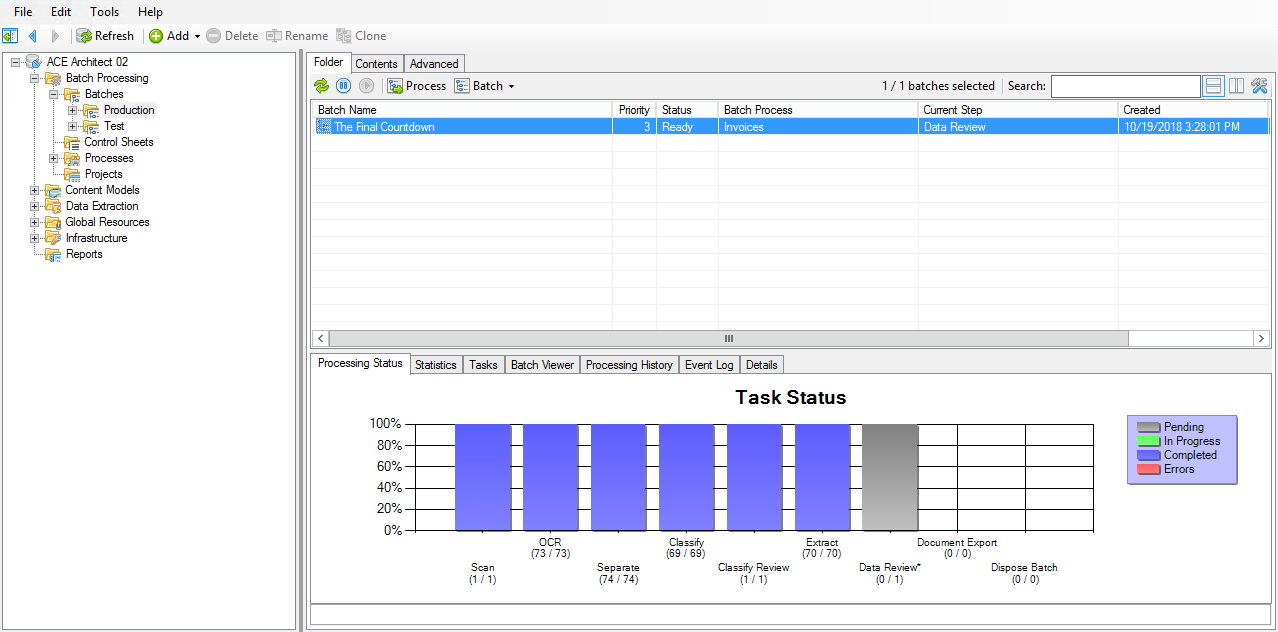 File Edit Tools Help
Refresh Add Delete Rename Clone
ACE Architect 02
Batch Processing
Batches
Production
Test
Control Sheets
Processes
Projects
Content Models
Data Extraction
Global Resources
Infrastructure
Reports
Folder Contents Advanced
Process Batch 1 / 1 batches selected Search:
Batch Name Priority Status Batch Process Current Step Created
The Final Countdown 3 Ready Invoices Data Review 10/19/2018 3:28:01 PM
Processing Status Statistics Tasks Batch Viewer Processing History Event Log Details
Task Status
100%
80%
60%
40%
20%
0%
OCR Classify Extract Document Export
(73 / 73) (69 / 69) (70 / 70) (0 / 0)
Scan Separate Classify Review Data Review* Dispose Batch
(1 / 1) (74 / 74) (1 / 1) (0 / 1) (0 / 0)
Pending
In Progress
Completed
Errors